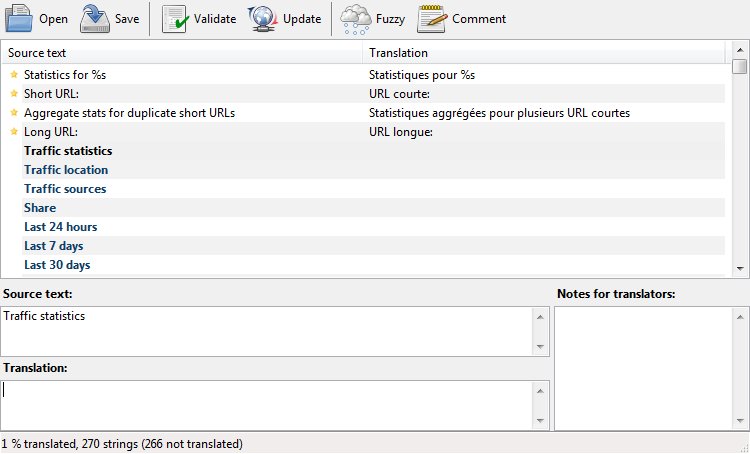 Open Save Validate Update Fuzzy Comment
Source text Translation
Statistics for %s Statistiques pour %s
Short URL: URL courte:
Aggregate stats for duplicate short URLs Statistiques aggrégées pour plusieurs URL courtes
Long URL: URL longue:
Traffic statistics
Traffic location
Traffic sources
Share
Last 24 hours
Last 7 days
Last 30 days
Source text: Notes for translators:
Traffic statistics
Translation:
1 % translated, 270 strings (266 not translated)